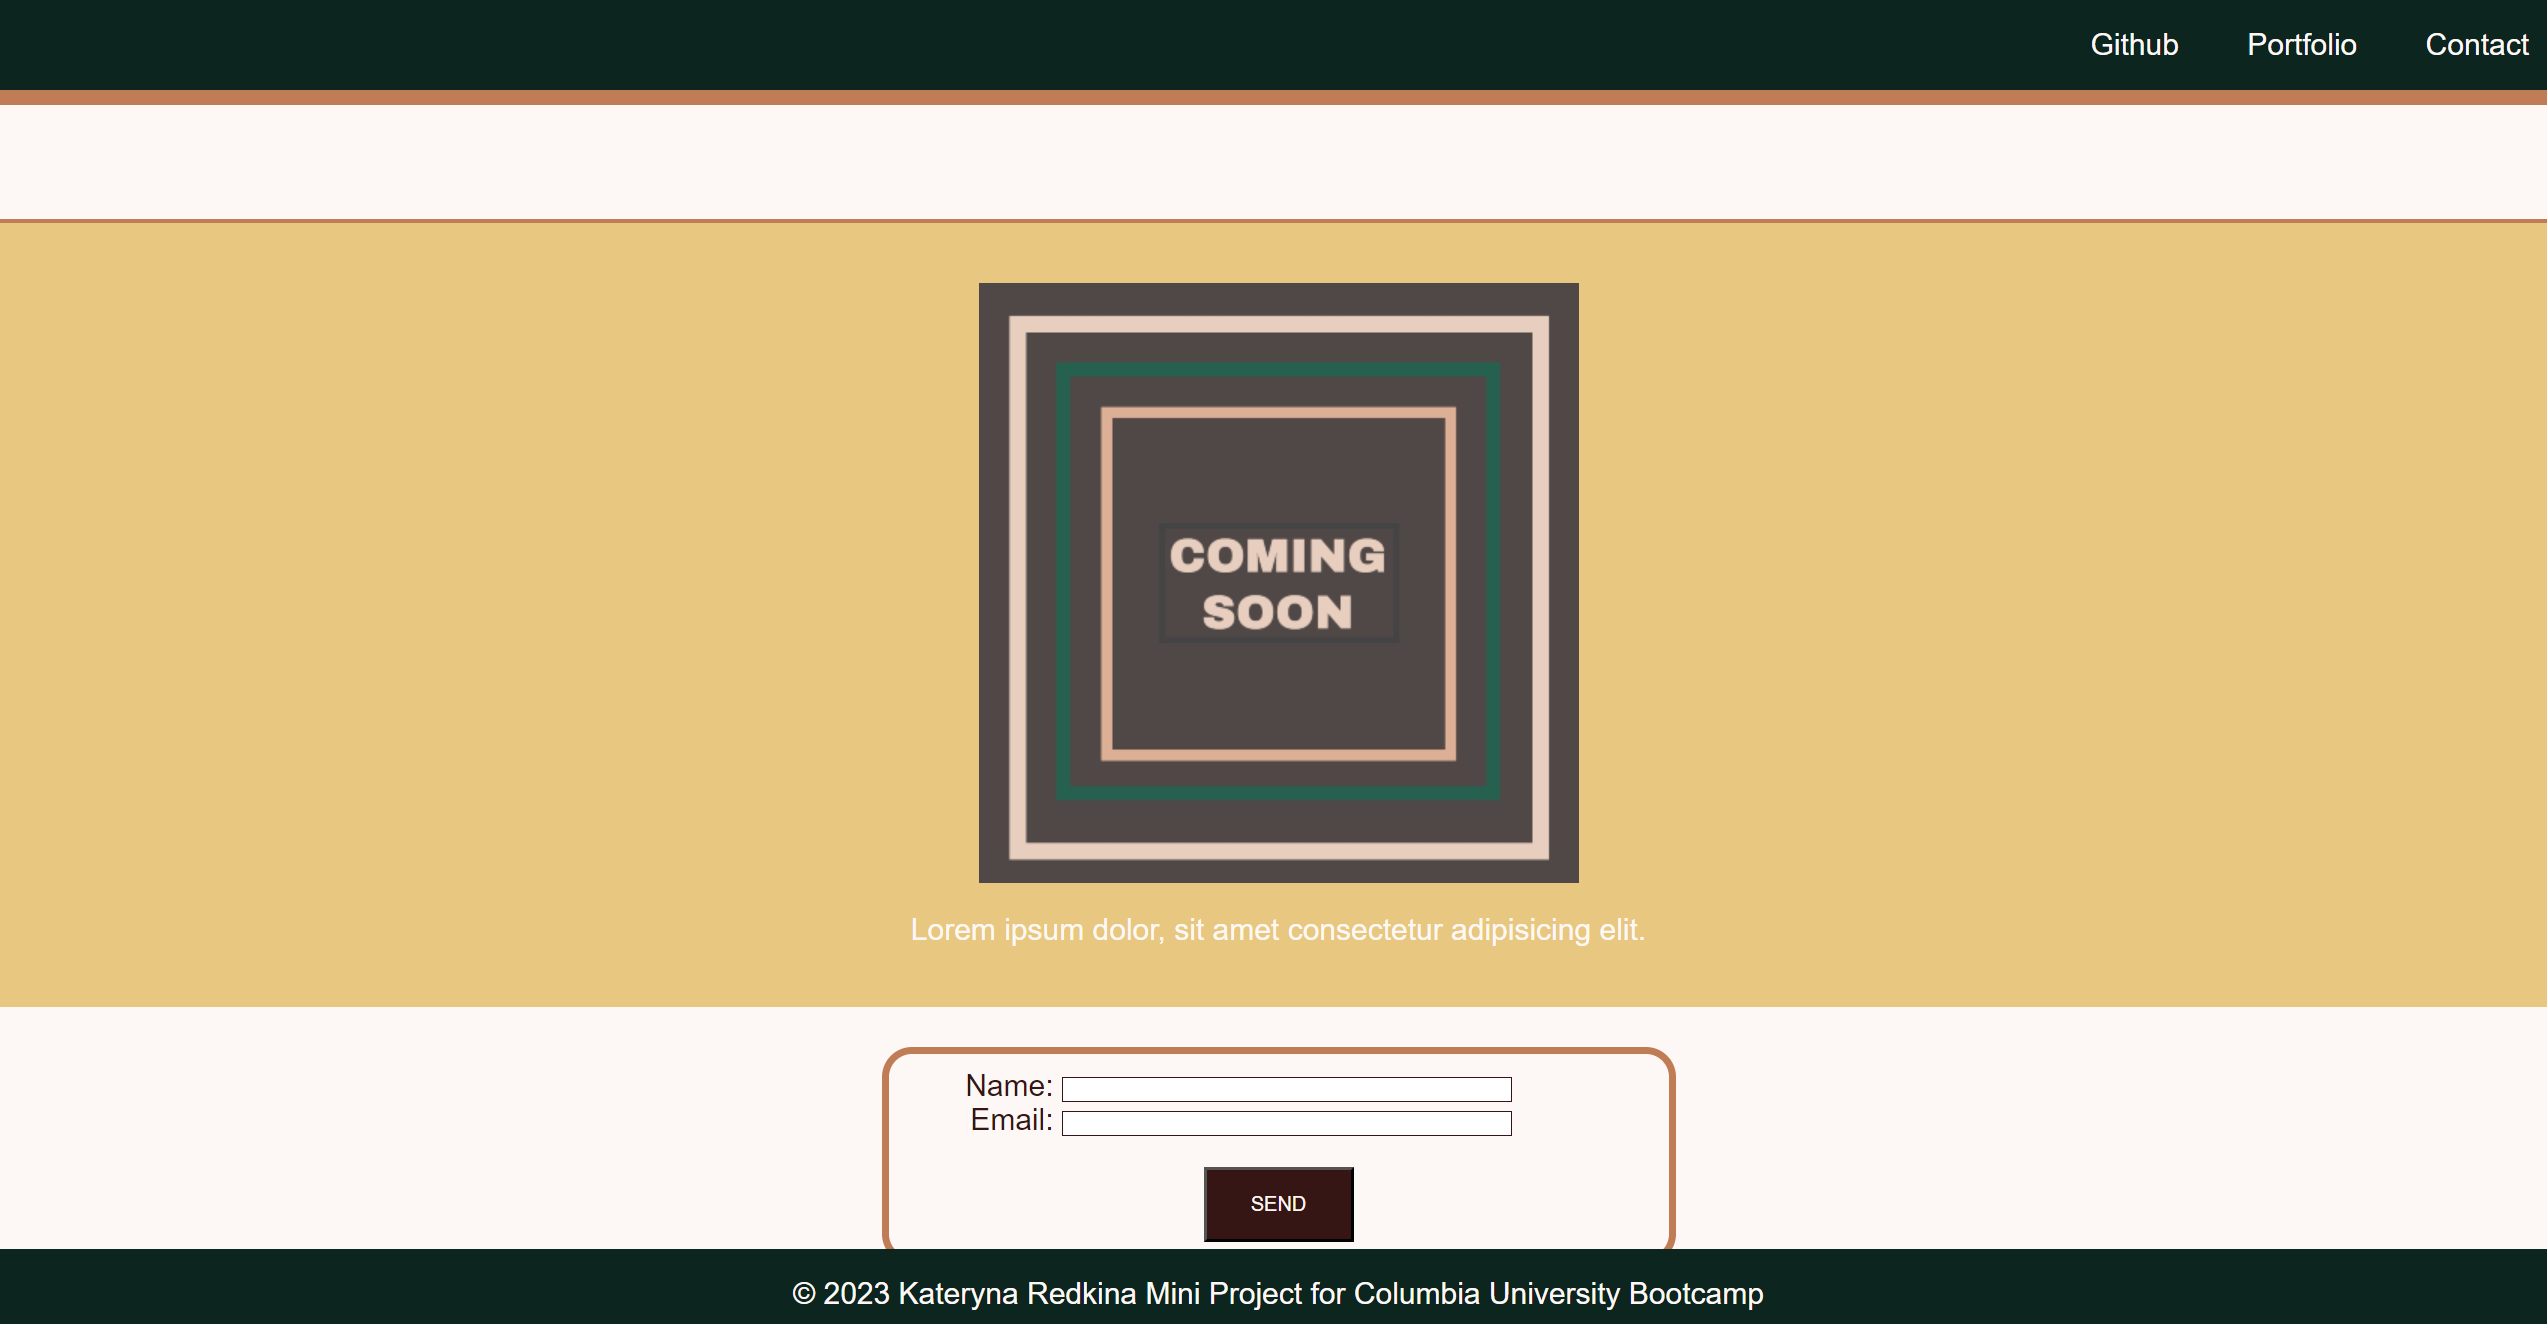 Github Portfolio Contact
COMING
SOON
Lorem ipsum dolor, sit amet consectetur adipisicing elit.
Name:
Email:
SEND
© 2023 Kateryna Redkina Mini Project for Columbia University Bootcamp